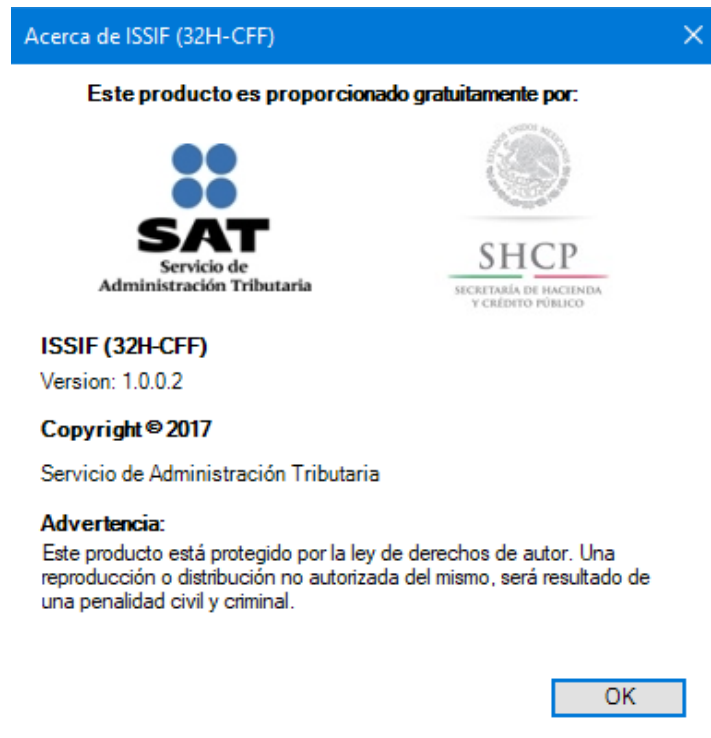 Acerca de ISSIF (32H-CFF)
Este producto es proporcionado gratuitamente por:
ESTADOS UNIDOS MEXICANOS
SAT
Servicio de
Administración Tributaria
SHCP
SECRETARÍA DE HACIENDA
Y CRÉDITO PÚBLICO
ISSIF (32H-CFF)
Version: 1.0.0.2
Copyright © 2017
Servicio de Administración Tributaria
Advertencia:
Este producto está protegido por la ley de derechos de autor. Una
reproducción o distribución no autorizada del mismo, será resultado de
una penalidad civil y criminal.
OK